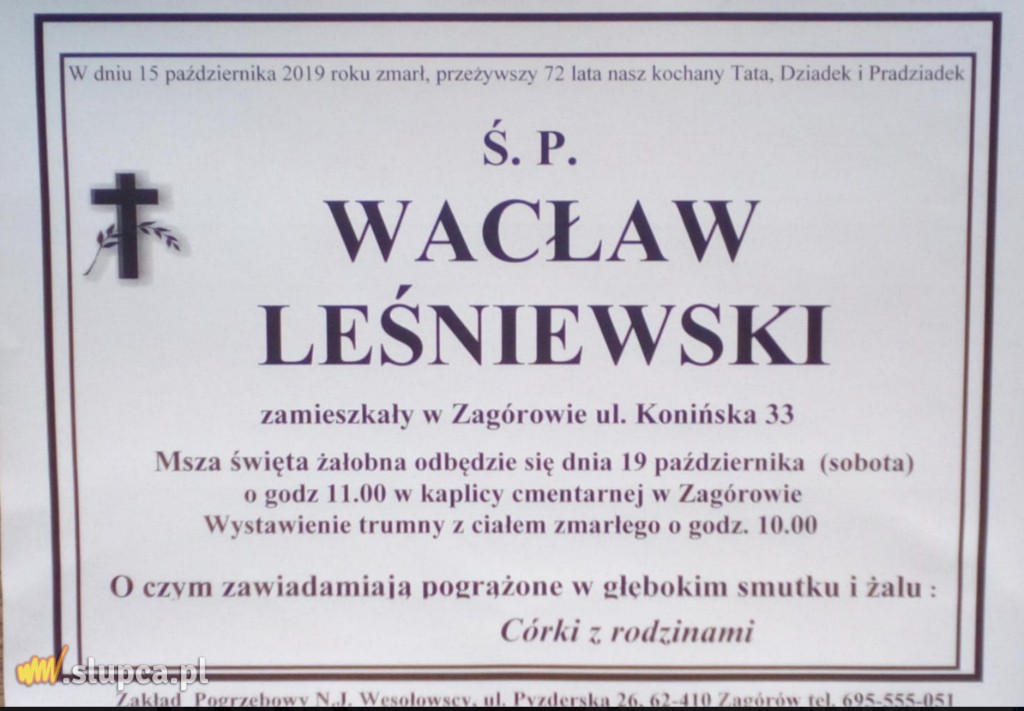 W dniu 15 października 2019 roku zmarł, przeżywszy 72 lata nasz kochany Tata, Dziadek i Pradziadek
Ś. P.
WACŁAW
LEŚNIEWSKI
zamieszkały w Zagórowie ul. Konińska 33
Msza święta żałobna odbędzie się dnia 19 października (sobota)
o godz 11.00 w kaplicy cmentarnej w Zagórowie
Wystawienie trumny z ciałem zmarłego o godz. 10.00
O czym zawiadamiają pogrążone w głębokim smutku i żalu :
Córki z rodzinami
Zakład Pogrzebowy N.J. Wesołowscy, ul. Pyzderska 26, 62-410 Zagórów tel. 695-555-051
www.slupca.pl